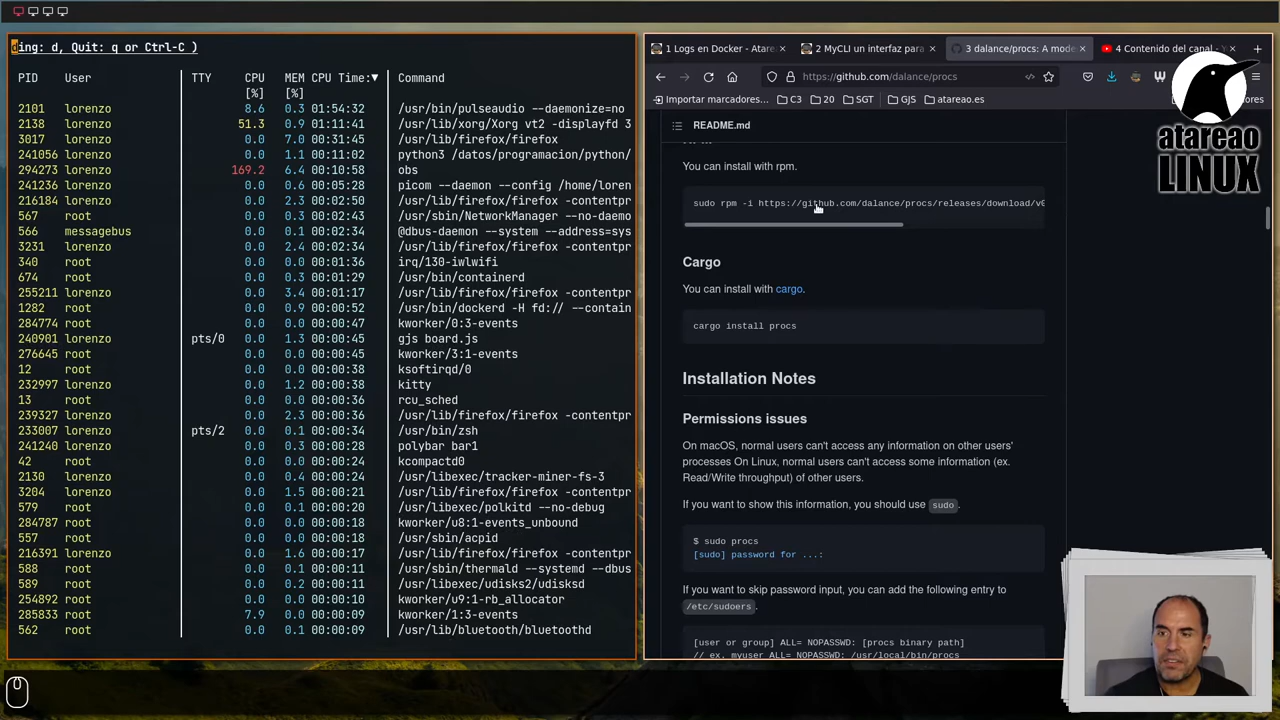 ing: d, Quit: q or Ctrl-C )
PID User TTY CPU MEM CPU Time:▼ Command
[%] [%]
2101 lorenzo 8.6 0.3 01:54:32 /usr/bin/pulseaudio --daemonize=no
2138 lorenzo 51.3 0.9 01:11:41 /usr/lib/xorg/Xorg vt2 -displayfd 3
3017 lorenzo 0.0 7.0 00:31:45 /usr/lib/firefox/firefox
241056 lorenzo 0.0 1.1 00:11:02 python3 /datos/programacion/python/
294273 lorenzo 169.2 6.4 00:10:58 obs
241236 lorenzo 0.0 0.6 00:05:28 picom --daemon --config /home/loren
216184 lorenzo 0.0 2.3 00:02:50 /usr/lib/firefox/firefox -contentpr
567 root 0.0 0.3 00:02:43 /usr/sbin/NetworkManager --no-daemo
566 messagebus 0.0 0.1 00:02:34 @dbus-daemon --system --address=sys
3231 lorenzo 0.0 2.4 00:02:34 /usr/lib/firefox/firefox -contentpr
340 root 0.0 0.0 00:01:36 irq/130-iwlwifi
674 root 0.0 0.3 00:01:29 /usr/bin/containerd
255211 lorenzo 0.0 3.4 00:01:17 /usr/lib/firefox/firefox -contentpr
1282 root 0.0 0.9 00:00:52 /usr/bin/dockerd -H fd:// --contain
284774 root 0.0 0.0 00:00:47 kworker/0:3-events
240901 lorenzo pts/0 0.0 1.3 00:00:45 gjs board.js
276645 root 0.0 0.0 00:00:45 kworker/3:1-events
12 root 0.0 0.0 00:00:38 ksoftirqd/0
232997 lorenzo 0.0 1.2 00:00:38 kitty
13 root 0.0 0.0 00:00:36 rcu_sched
239327 lorenzo 0.0 2.3 00:00:36 /usr/lib/firefox/firefox -contentpr
233007 lorenzo pts/2 0.0 0.1 00:00:34 /usr/bin/zsh
241240 lorenzo 0.0 0.3 00:00:28 polybar bar1
42 root 0.0 0.0 00:00:24 kcompactd0
2130 lorenzo 0.0 0.4 00:00:24 /usr/libexec/tracker-miner-fs-3
3204 lorenzo 0.0 1.5 00:00:21 /usr/lib/firefox/firefox -contentpr
579 root 0.0 0.1 00:00:20 /usr/libexec/polkitd --no-debug
284787 root 0.0 0.0 00:00:18 kworker/u8:1-events_unbound
557 root 0.0 0.0 00:00:18 /usr/sbin/acpid
216391 lorenzo 0.0 1.6 00:00:17 /usr/lib/firefox/firefox -contentpr
588 root 0.0 0.1 00:00:11 /usr/sbin/thermald --systemd --dbus
589 root 0.0 0.2 00:00:11 /usr/libexec/udisks2/udisksd
254892 root 0.0 0.0 00:00:10 kworker/u9:1-rb_allocator
285833 root 7.9 0.0 00:00:09 kworker/1:3-events
562 root 0.0 0.1 00:00:09 /usr/lib/bluetooth/bluetoothd
1 Logs en Docker - Atare
2 MyCLI un interfaz para
3 dalance/procs: A mode
4 Contenido del canal - Y
https://github.com/dalance/procs
Importar marcadores... C3 20 SGT GJS atareao.es
README.md
You can install with rpm.
sudo rpm -i https://github.com/dalance/procs/releases/download/v0
Cargo
You can install with cargo.
cargo install procs
Installation Notes
Permissions issues
On macOS, normal users can't access any information on other users'
processes On Linux, normal users can't access some information (ex.
Read/Write throughput) of other users.
If you want to show this information, you should use sudo.
$ sudo procs
[sudo] password for ...:
If you want to skip password input, you can add the following entry to
/etc/sudoers.
[user or group] ALL= NOPASSWD: [procs binary path]
// ex. myuser ALL= NOPASSWD: /usr/local/bin/procs
atareao
LINUX